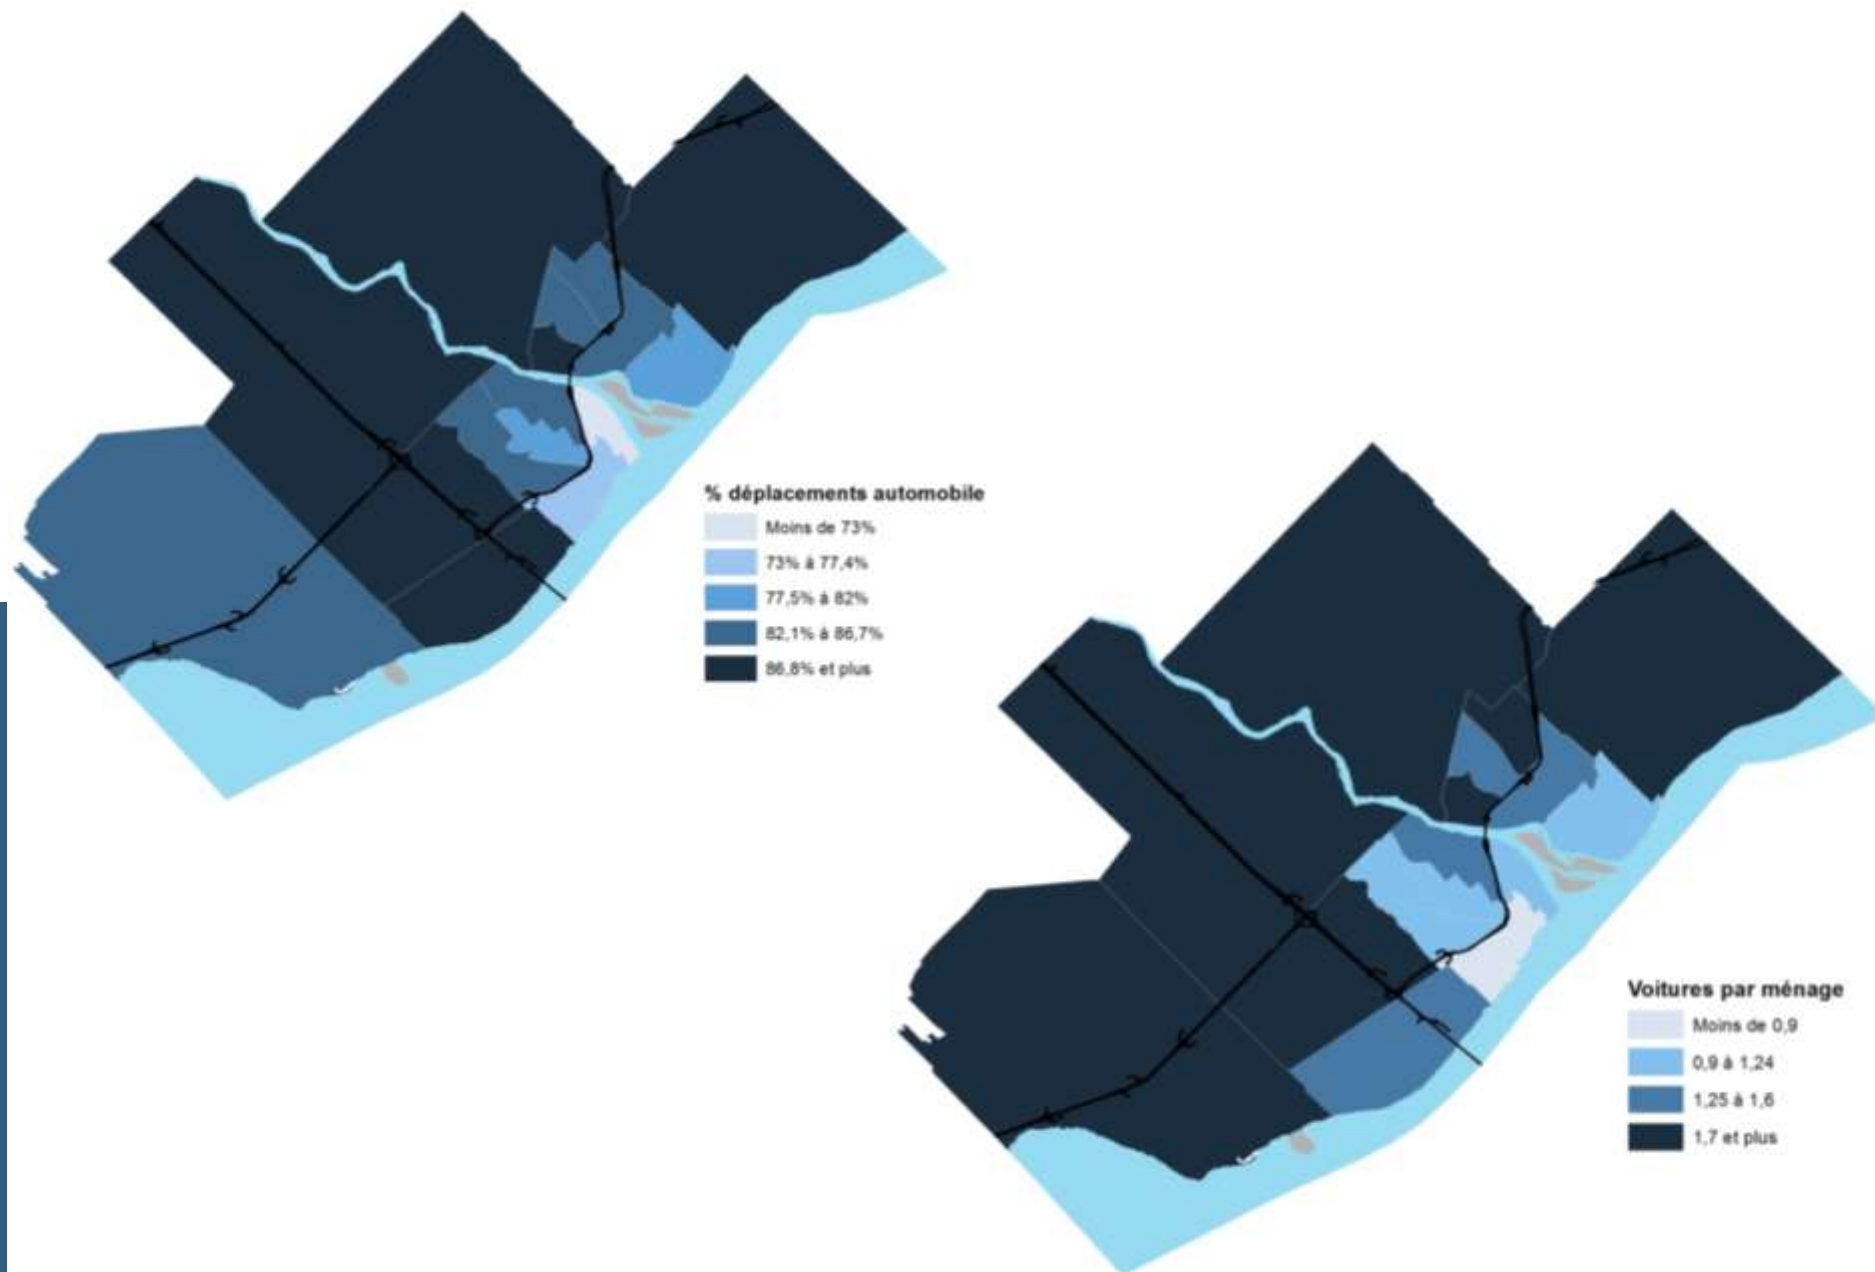 % déplacements automobile
Moins de 73%
73% à 77,4%
77,5% à 82%
82,1% à 86,7%
86,8% et plus
Voitures par ménage
Moins de 0,9
0,9 à 1,24
1,25 à 1,6
1,7 et plus